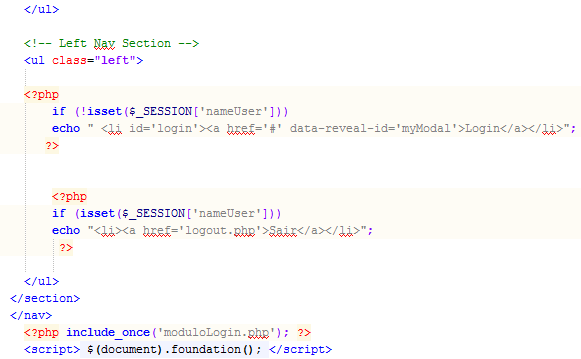 </ul>
<!-- Left Nav Section -->
<ul class="left">
<?php
if (!isset($_SESSION['nameUser']))
echo " <li id='login'><a href='#' data-reveal-id='myModal'>Login</a></li>";
?>
<?php
if (isset($_SESSION['nameUser']))
echo "<li><a href='logout.php'>Sair</a></li>";
?>
</ul>
</section>
</nav>
<?php include_once('moduloLogin.php'); ?>
<script> $(document).foundation(); </script>